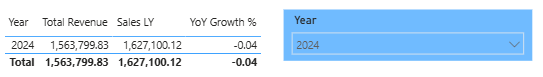 Year Total Revenue Sales LY YoY Growth %
2024 1,563,799.83 1,627,100.12 -0.04
Total 1,563,799.83 1,627,100.12 -0.04
Year
2024